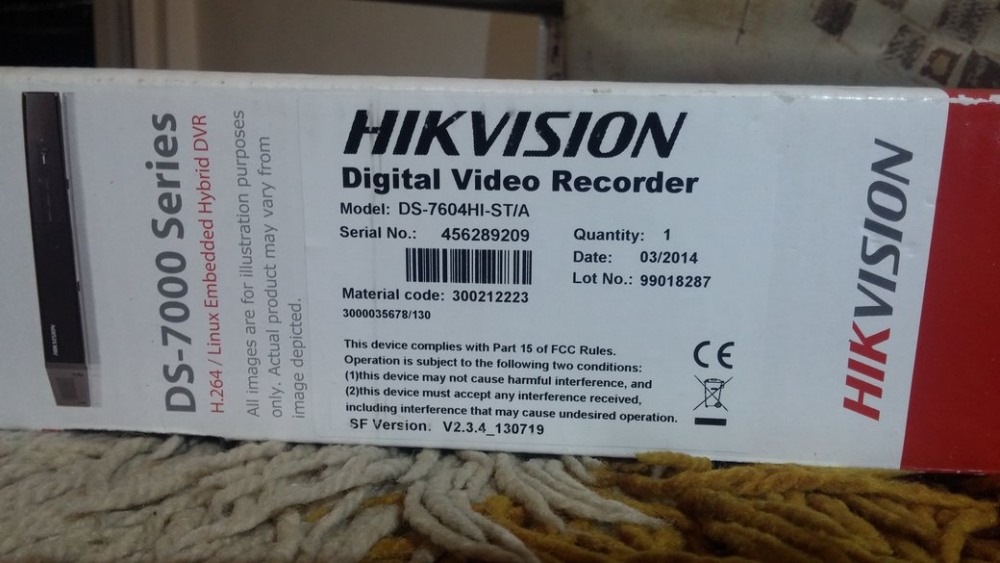 DS-7000 Series
H.264 / Linux Embedded Hybrid DVR
All images are for illustration purposes
only. Actual product may vary from
image depicted.
HIKVISION
Digital Video Recorder
Model: DS-7604HI-ST/A
Serial No.: 456289209
Quantity: 1
Date: 03/2014
Lot No.: 99018287
Material code: 300212223
3000035678/130
This device complies with Part 15 of FCC Rules.
Operation is subject to the following two conditions:
(1)this device may not cause harmful interference, and
(2)this device must accept any interference received,
including interference that may cause undesired operation.
SF Version: V2.3.4_130719
CE
HIKVISION
HIKVISION